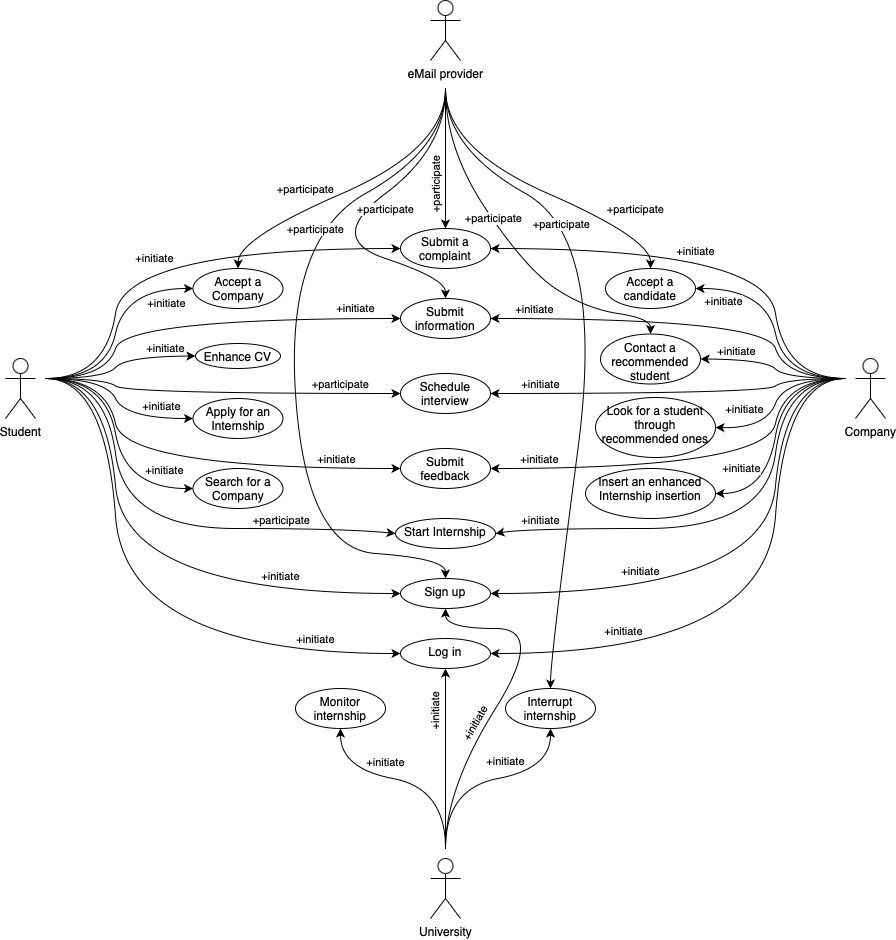 eMail provider
+participate
+participate
+participate
+participate
+participate
+participate
+participate
Submit a
complaint
+initiate
+initiate
Accept a
Company
+initiate
Accept a
candidate
+initiate
+initiate
Submit
information
+initiate
+initiate
Enhance CV
Contact a
recommended
student
+initiate
Student
+participate
Schedule
interview
+initiate
Company
+initiate
Apply for an
Internship
Look for a student
through
recommended ones
+initiate
+initiate
Submit
feedback
+initiate
+initiate
Search for a
Company
Insert an enhanced
Internship insertion
+initiate
+participate
Start Internship
+initiate
+initiate
Sign up
+initiate
+initiate
Log in
+initiate
Monitor
internship
+initiate
+initiate
Interrupt
internship
+initiate
+initiate
University